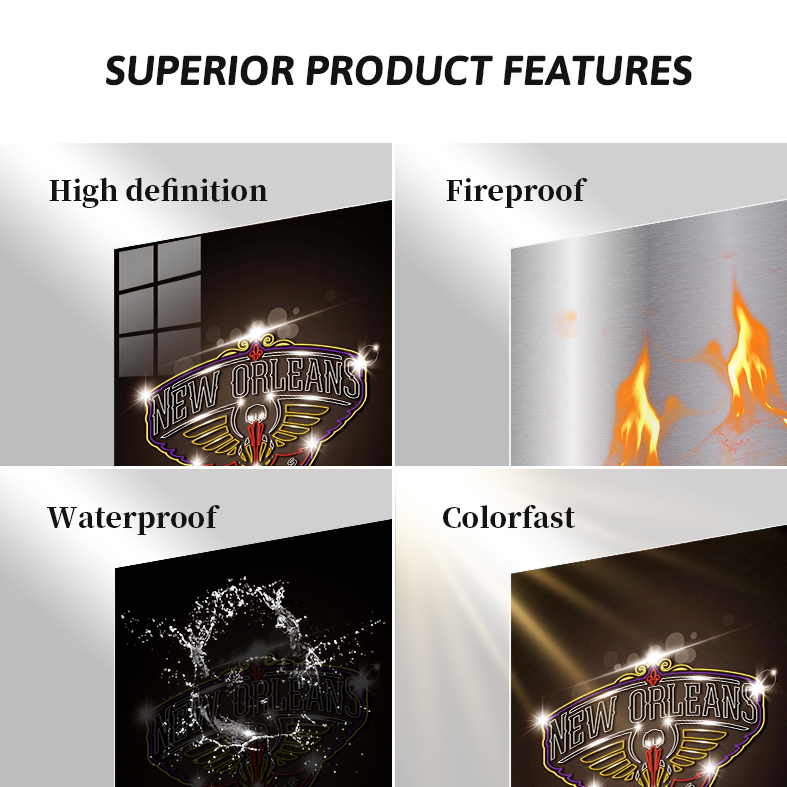 SUPERIOR PRODUCT FEATURES
High definition
Fireproof
NEW ORLEANS
Waterproof
Colorfast
NEW ORLEANS
NEW ORLEANS